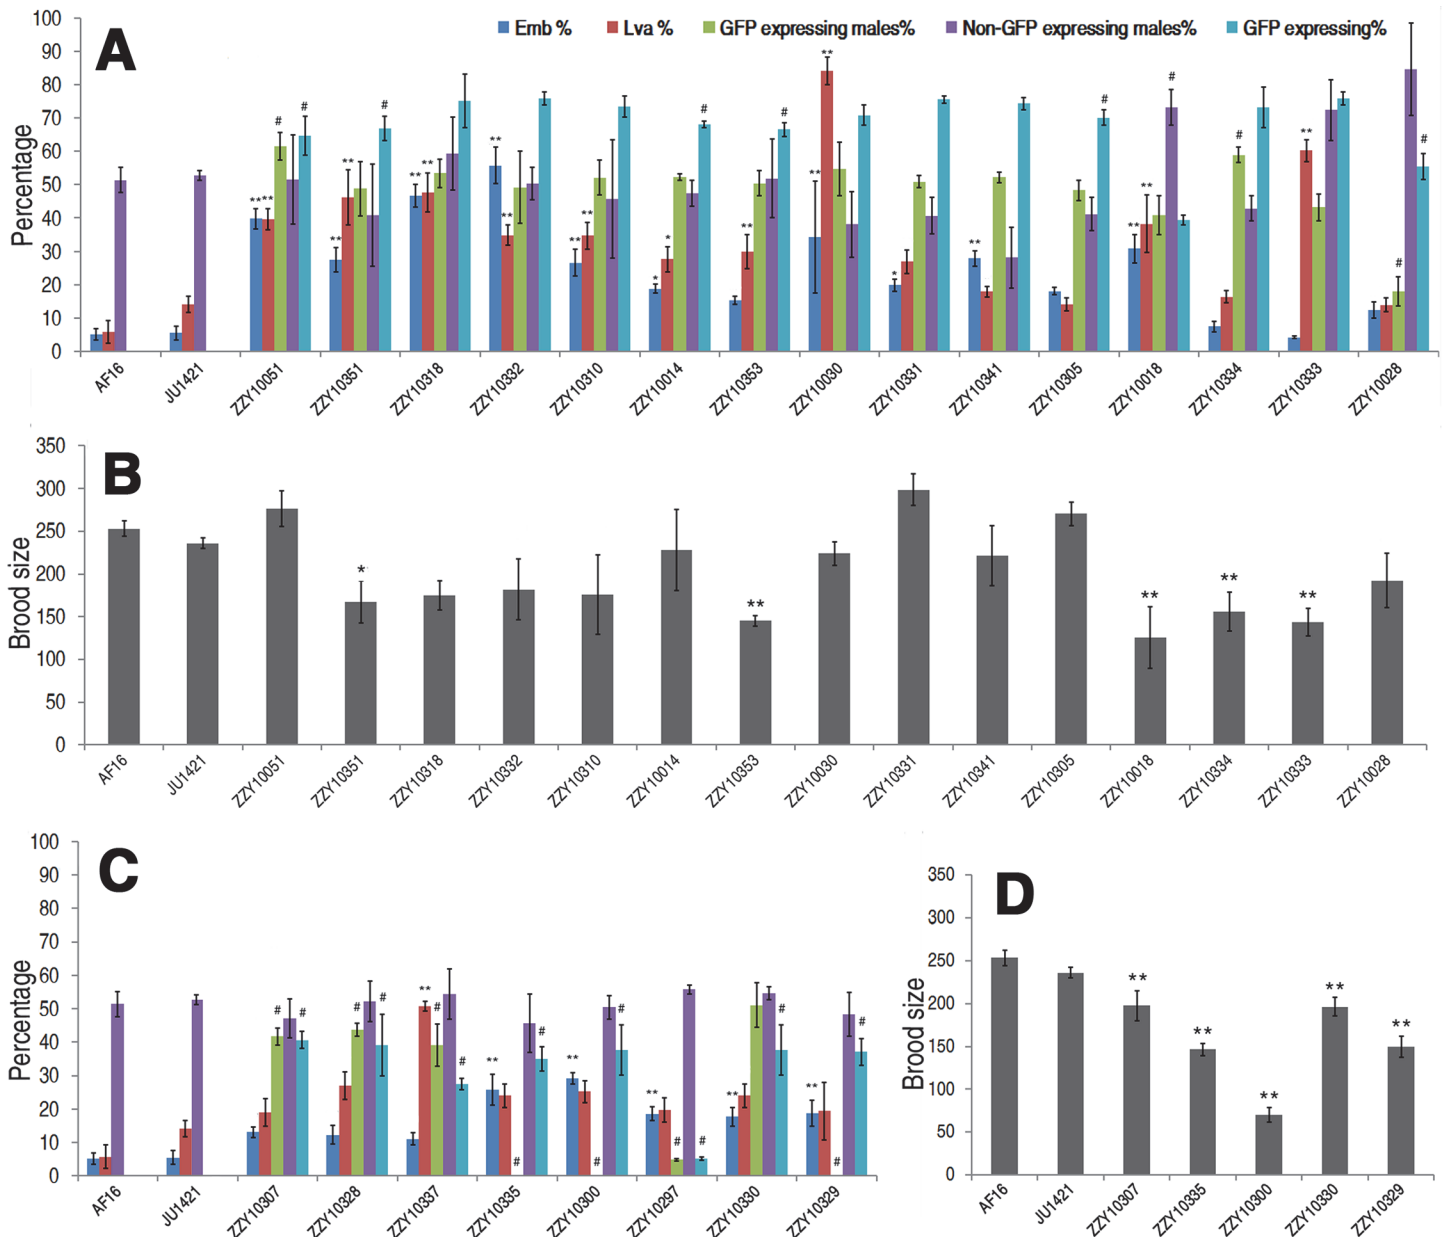 A
Emb % Lva % GFP expressing males% Non-GFP expressing males% GFP expressing%
Percentage
100
90
80
70
60
50
40
30
20
10
0
** ** # # ** ** # ** ** ** ** ** ** * * # ** # ** ** * ** # ** ** # # ** # #
AF16 JU1421 ZZY10051 ZZY10351 ZZY10318 ZZY10332 ZZY10310 ZZY10014 ZZY10353 ZZY10030 ZZY10331 ZZY10341 ZZY10305 ZZY10018 ZZY10334 ZZY10333 ZZY10028
B
Brood size
350
300
250
200
150
100
50
0
* ** ** ** **
AF16 JU1421 ZZY10051 ZZY10351 ZZY10318 ZZY10332 ZZY10310 ZZY10014 ZZY10353 ZZY10030 ZZY10331 ZZY10341 ZZY10305 ZZY10018 ZZY10334 ZZY10333 ZZY10028
C
Percentage
100
90
80
70
60
50
40
30
20
10
0
# # # # ** # # ** # # ** # # ** # # ** # ** # #
AF16 JU1421 ZZY10307 ZZY10328 ZZY10337 ZZY10335 ZZY10300 ZZY10297 ZZY10330 ZZY10329
D
Brood size
350
300
250
200
150
100
50
0
** ** ** ** **
AF16 JU1421 ZZY10307 ZZY10335 ZZY10300 ZZY10330 ZZY10329